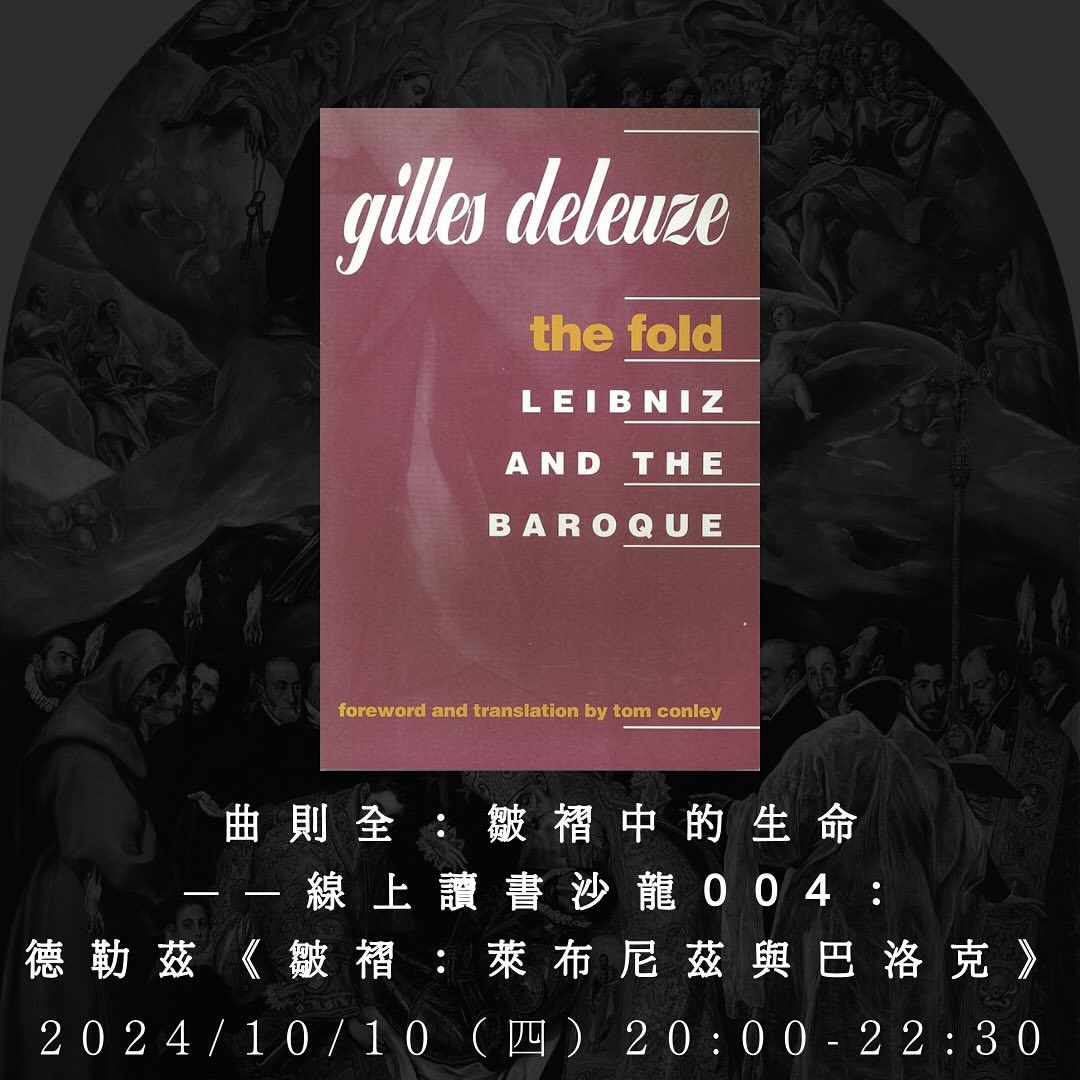 gilles deleuze
the fold
LEIBNIZ
AND THE
BAROQUE
foreword and translation by tom conley
曲則全：皺褶中的生命
——線上讀書沙龍004：
德勒茲《皺褶：萊布尼茲與巴洛克》
2024/10/10（四）20:00-22:30